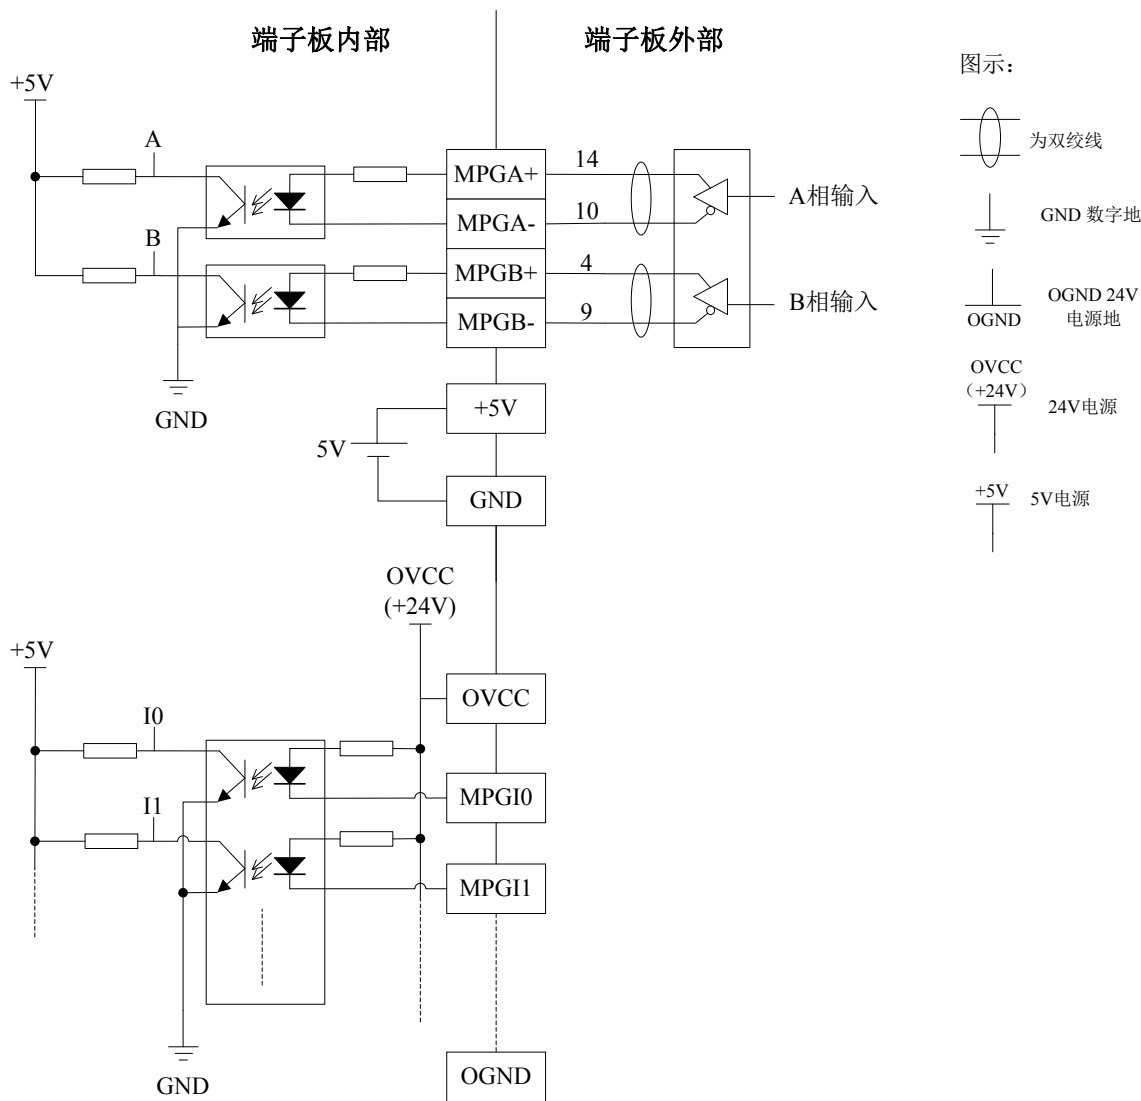 端子板内部
端子板外部
图示：
+5V
A
MPGA+
14
为双绞线
A相输入
MPGA-
10
GND 数字地
B
MPGB+
4
B相输入
MPGB-
9
OGND 24V
电源地
OGND
GND
+5V
5V
GND
OVCC
（+24V）
24V电源
+5V
5V电源
OVCC
(+24V)
+5V
OVCC
I0
MPGI0
I1
MPGI1
GND
OGND